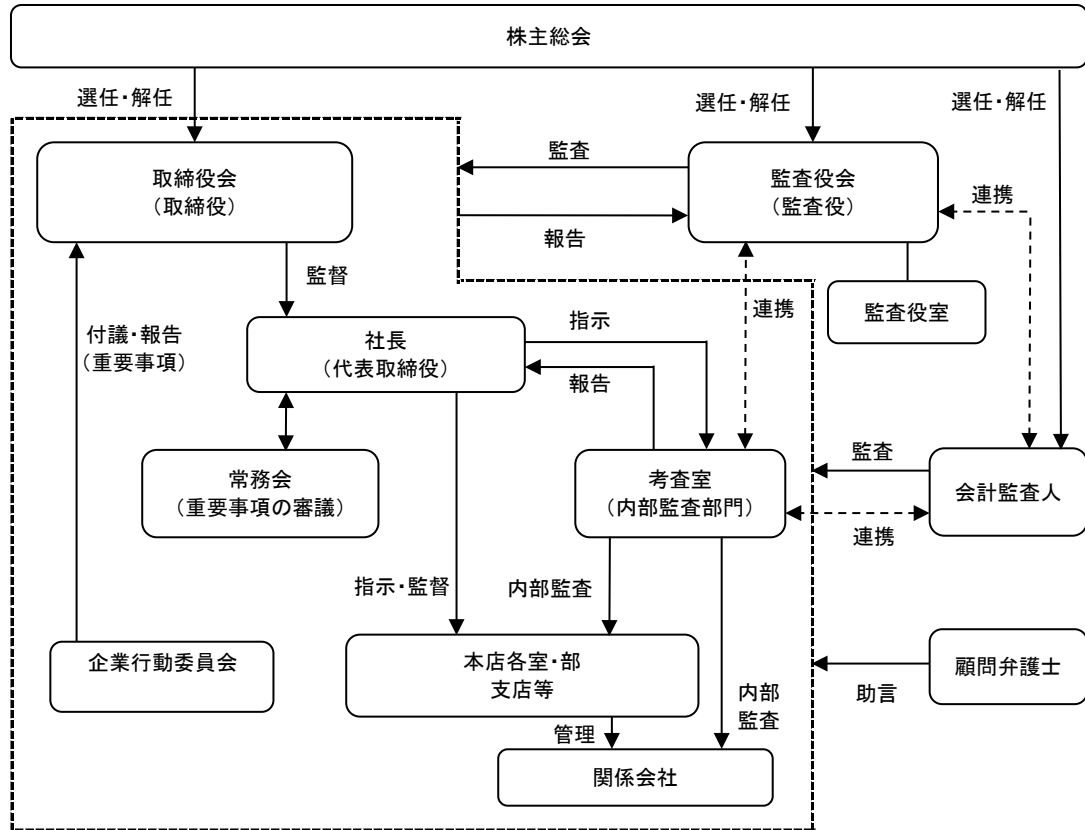 株主総会
選任・解任
選任・解任
選任・解任
取締役会
（取締役）
監査
監査役会
（監査役）
連携
報告
監督
連携
監査役室
付議・報告
（重要事項）
社長
（代表取締役）
指示
報告
常務会
（重要事項の審議）
考査室
（内部監査部門）
監査
会計監査人
連携
指示・監督
内部監査
企業行動委員会
本店各室・部
支店等
顧問弁護士
助言
内部
監査
管理
関係会社